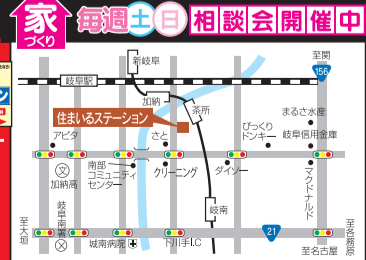 家づくり
毎週土日相談会開催中
至関
156
新岐阜
岐阜駅
加納
茶所
住まいるステーション
まるさ水産
びっくり
ドンキー
岐阜信用金庫
アピタ
さと
加納高
文
南部
コミュニティ
センター
クリーニング
ダイソー
マクドナルド
岐阜南署
岐南
至大垣
城南病院
下川手I.C
21
至各務原
至名古屋